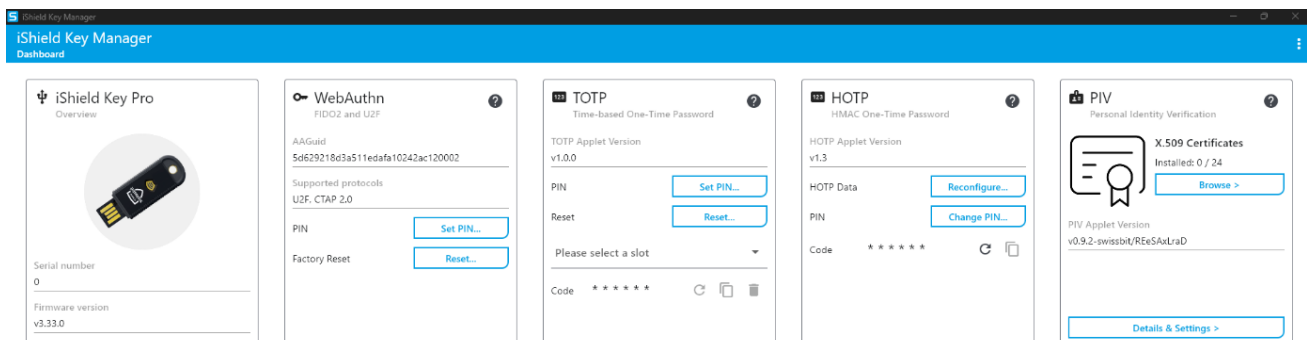 iShield Key Manager
iShield Key Manager
Dashboard
iShield Key Pro
Overview
Serial number
0
Firmware version
v3.33.0
WebAuthn
FIDO2 and U2F
AAGuid
5d629218d3a511edafa10242ac120002
Supported protocols
U2F, CTAP 2.0
PIN Set PIN...
Factory Reset Reset...
123 TOTP
Time-based One-Time Password
TOTP Applet Version
v1.0.0
PIN Set PIN...
Reset Reset...
Please select a slot
Code * * * * * *
123 HOTP
HMAC One-Time Password
HOTP Applet Version
v1.3
HOTP Data Reconfigure...
PIN Change PIN...
Code * * * * * *
PIV
Personal Identity Verification
X.509 Certificates
Installed: 0 / 24
Browse >
PIV Applet Version
v0.9.2-swissbit/REeSAxLraD
Details & Settings >